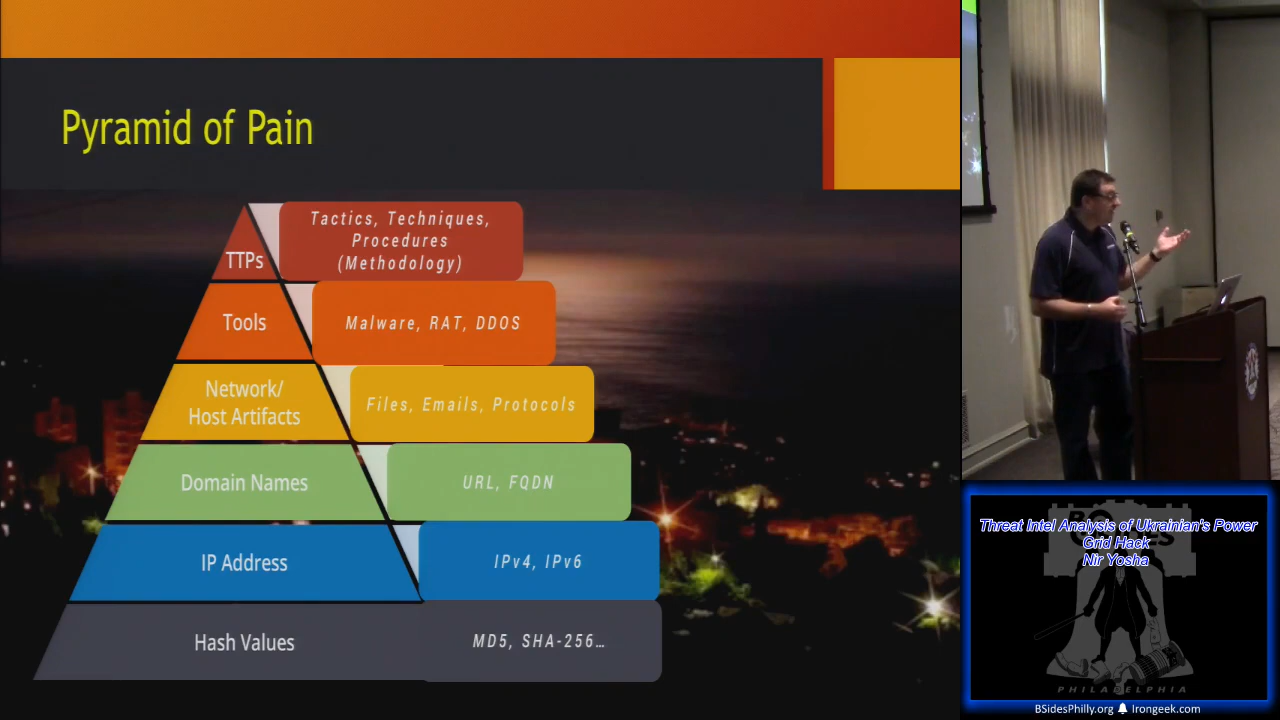 Pyramid of Pain
TTPs
Tactics, Techniques,
Procedures
(Methodology)
Tools
Malware, RAT, DDOS
Network/
Host Artifacts
Files, Emails, Protocols
Domain Names
URL, FQDN
IP Address
IPv4, IPv6
Hash Values
MD5, SHA-256…
Threat Intel Analysis of Ukrainian's Power
Grid Hack
Nir Yosha
PHILADELPHIA
BSidesPhilly.org Irongeek.com